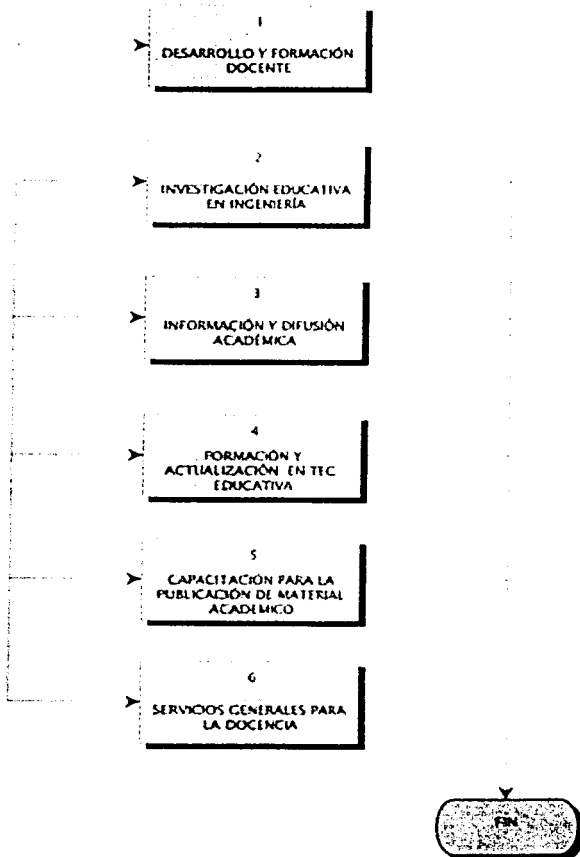 1
DESARROLLO Y FORMACIÓN
DOCENTE
2
INVESTIGACIÓN EDUCATIVA
EN INGENIERÍA
3
INFORMACIÓN Y DIFUSIÓN
ACADÉMICA
4
FORMACIÓN Y
ACTUALIZACIÓN EN TEC
EDUCATIVA
5
CAPACITACIÓN PARA LA
PUBLICACIÓN DE MATERIAL
ACADÉMICO
6
SERVICIOS GENERALES PARA
LA DOCENCIA
FIN